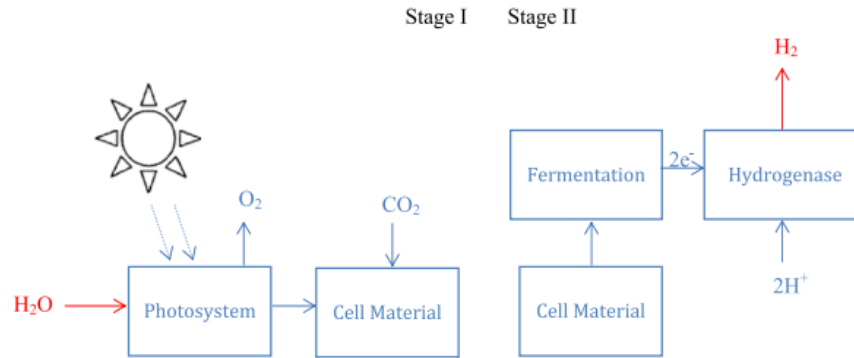 Stage I Stage II
H₂
Fermentation
2e⁻
Hydrogenase
O₂
CO₂
H₂O
Photosystem
Cell Material
Cell Material
2H⁺